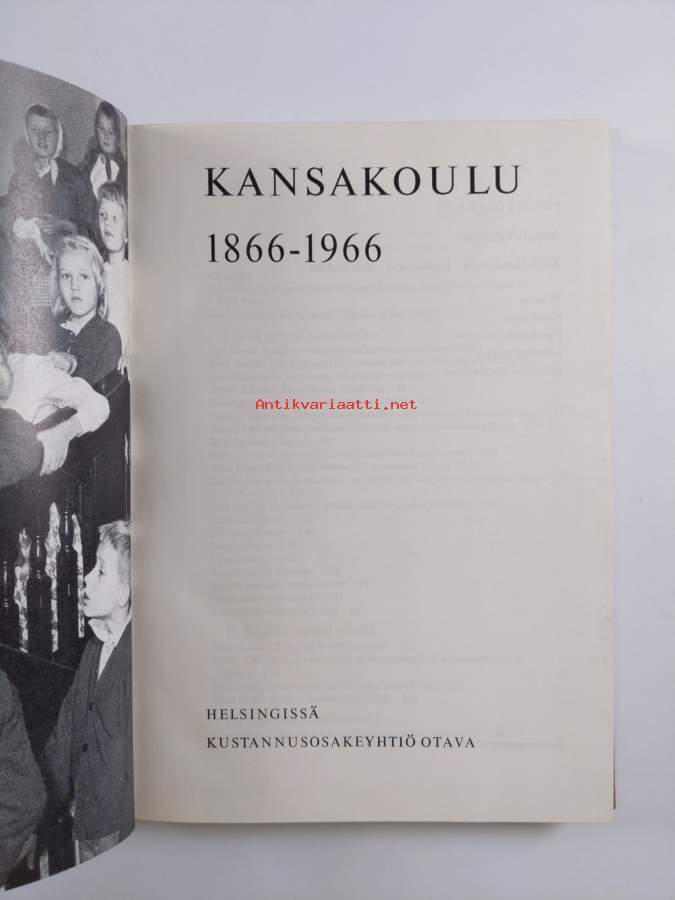 KANSAKOULU
1866-1966
Antikvariaatti.net
HELSINGISSÄ
KUSTANNUSOSAKEYHTIÖ OTAVA